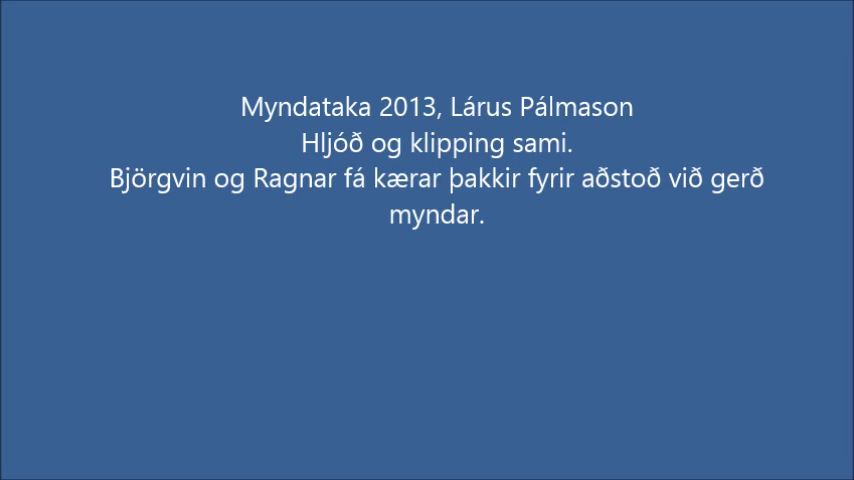 Myndataka 2013, Lárus Pálmason
Hljóð og klipping sami.
Björgvin og Ragnar fá kærar þakkir fyrir aðstoð við gerð
myndar.